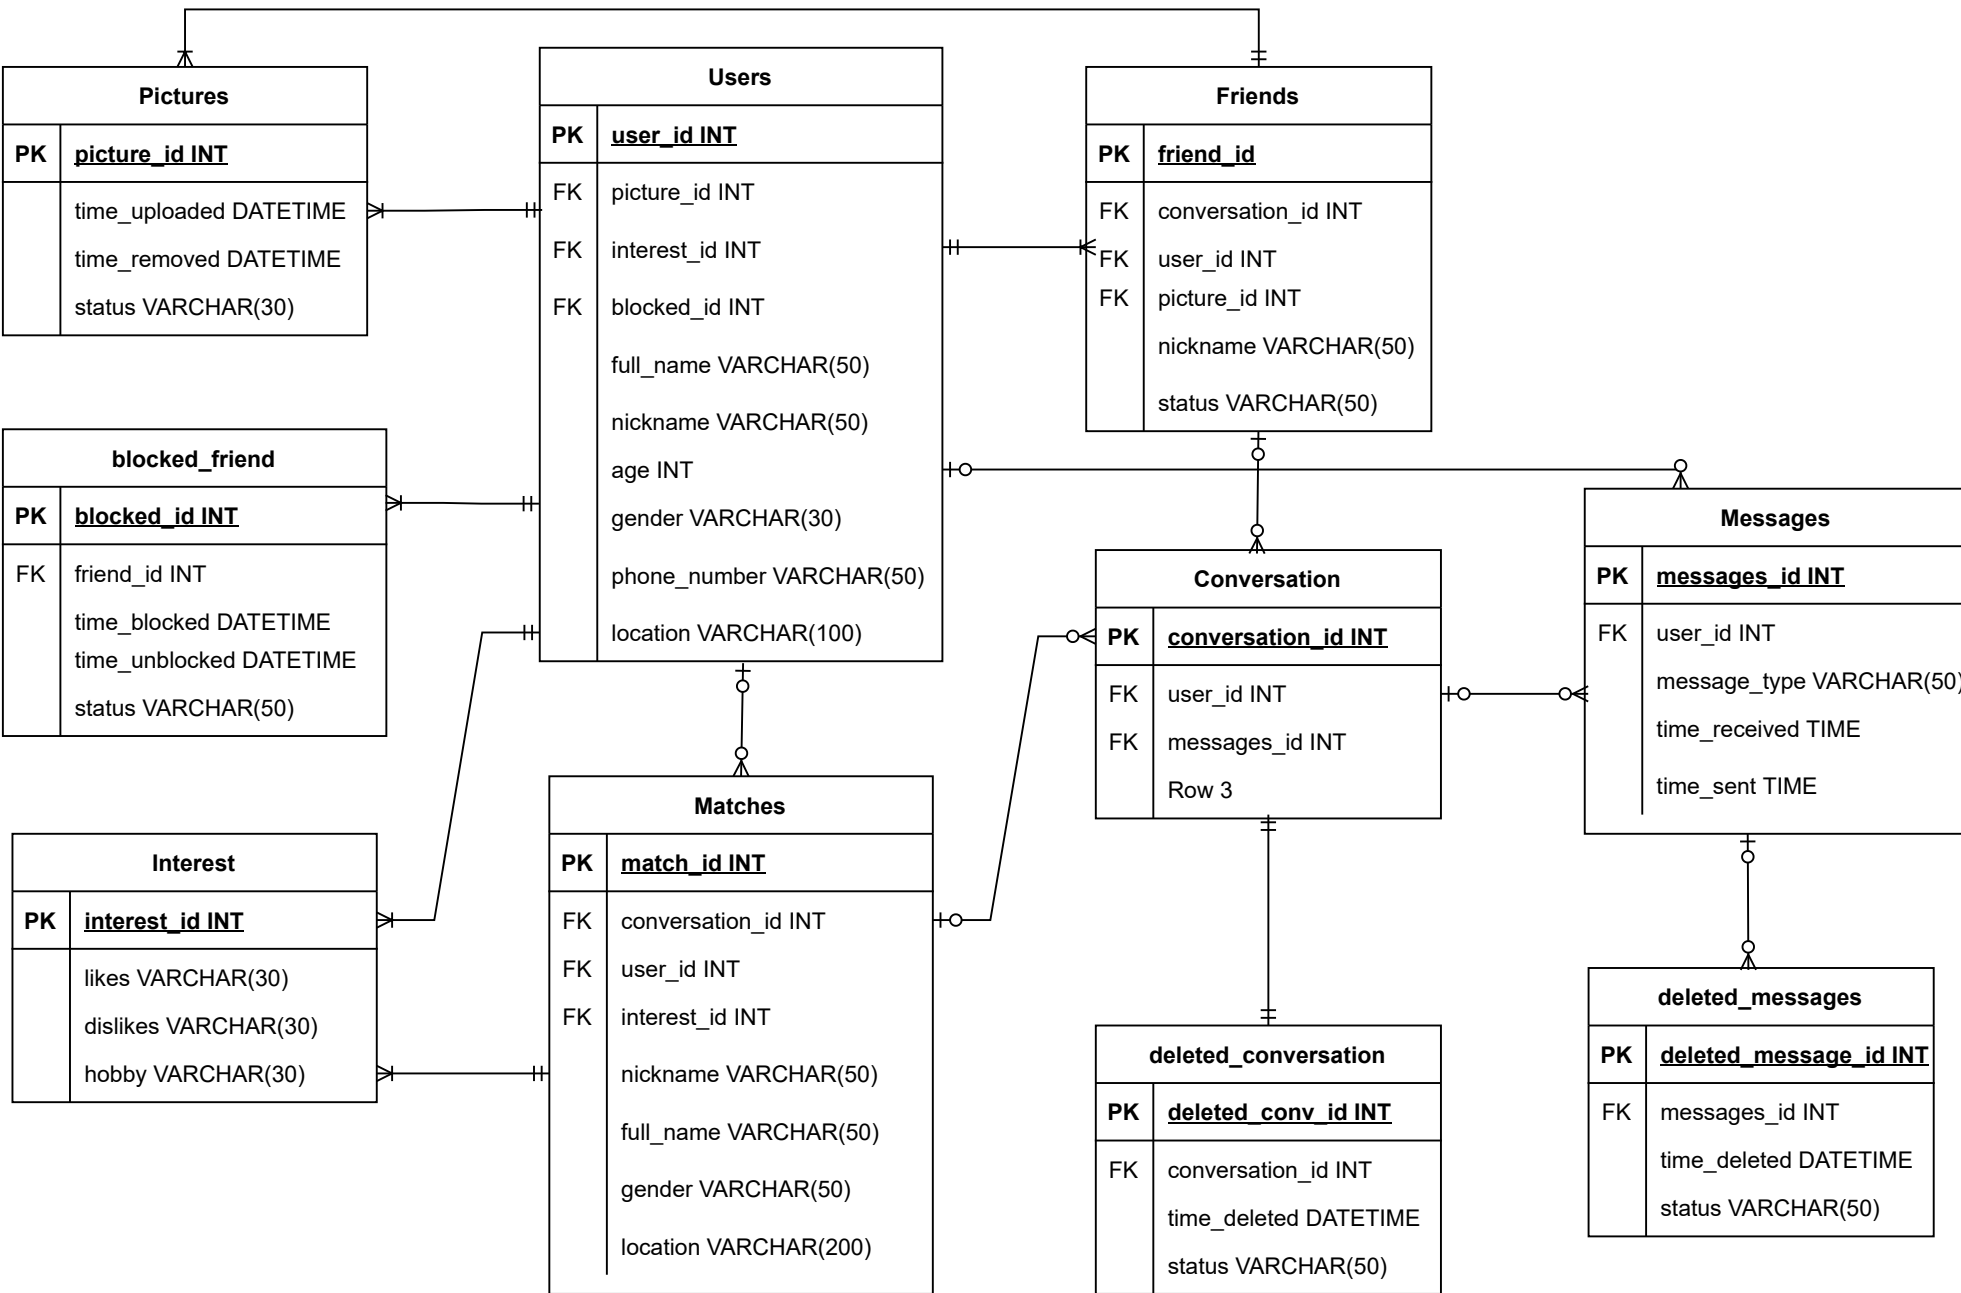 Pictures
PK picture_id INT
time_uploaded DATETIME
time_removed DATETIME
status VARCHAR(30)
Users
PK user_id INT
FK picture_id INT
FK interest_id INT
FK blocked_id INT
full_name VARCHAR(50)
nickname VARCHAR(50)
age INT
gender VARCHAR(30)
phone_number VARCHAR(50)
location VARCHAR(100)
Friends
PK friend_id
FK conversation_id INT
FK user_id INT
FK picture_id INT
nickname VARCHAR(50)
status VARCHAR(50)
blocked_friend
PK blocked_id INT
FK friend_id INT
time_blocked DATETIME
time_unblocked DATETIME
status VARCHAR(50)
Conversation
PK conversation_id INT
FK user_id INT
FK messages_id INT
Row 3
Messages
PK messages_id INT
FK user_id INT
message_type VARCHAR(50)
time_received TIME
time_sent TIME
Interest
PK interest_id INT
likes VARCHAR(30)
dislikes VARCHAR(30)
hobby VARCHAR(30)
Matches
PK match_id INT
FK conversation_id INT
FK user_id INT
FK interest_id INT
nickname VARCHAR(50)
full_name VARCHAR(50)
gender VARCHAR(50)
location VARCHAR(200)
deleted_conversation
PK deleted_conv_id INT
FK conversation_id INT
time_deleted DATETIME
status VARCHAR(50)
deleted_messages
PK deleted_message_id INT
FK messages_id INT
time_deleted DATETIME
status VARCHAR(50)